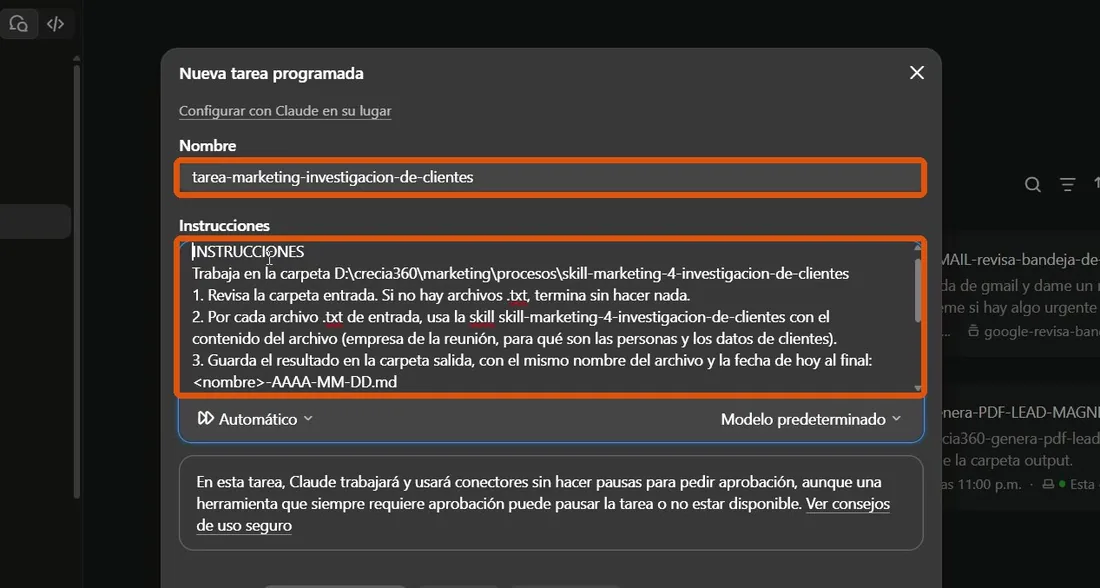 Nueva tarea programada
Configurar con Claude en su lugar
Nombre
tarea-marketing-investigacion-de-clientes
Instrucciones
INSTRUCCIONES
Trabaja en la carpeta D:\crecia360\marketing\procesos\skill-marketing-4-investigacion-de-clientes
1. Revisa la carpeta entrada. Si no hay archivos .txt, termina sin hacer nada.
2. Por cada archivo .txt de entrada, usa la skill skill-marketing-4-investigacion-de-clientes con el
contenido del archivo (empresa de la reunión, para qué son las personas y los datos de clientes).
3. Guarda el resultado en la carpeta salida, con el mismo nombre del archivo y la fecha de hoy al final:
<nombre>-AAAA-MM-DD.md
Automático
Modelo predeterminado
En esta tarea, Claude trabajará y usará conectores sin hacer pausas para pedir aprobación, aunque una
herramienta que siempre requiere aprobación puede pausar la tarea o no estar disponible. Ver consejos
de uso seguro
MAIL-revisa-bandeja-de-
da de gmail y dame un
eme si hay algo urgente
google-revisa-ban
nera-PDF-LEAD-MAGN
cia360-genera-pdf-lead
e la carpeta output.
as 11:00 p.m. · Esta